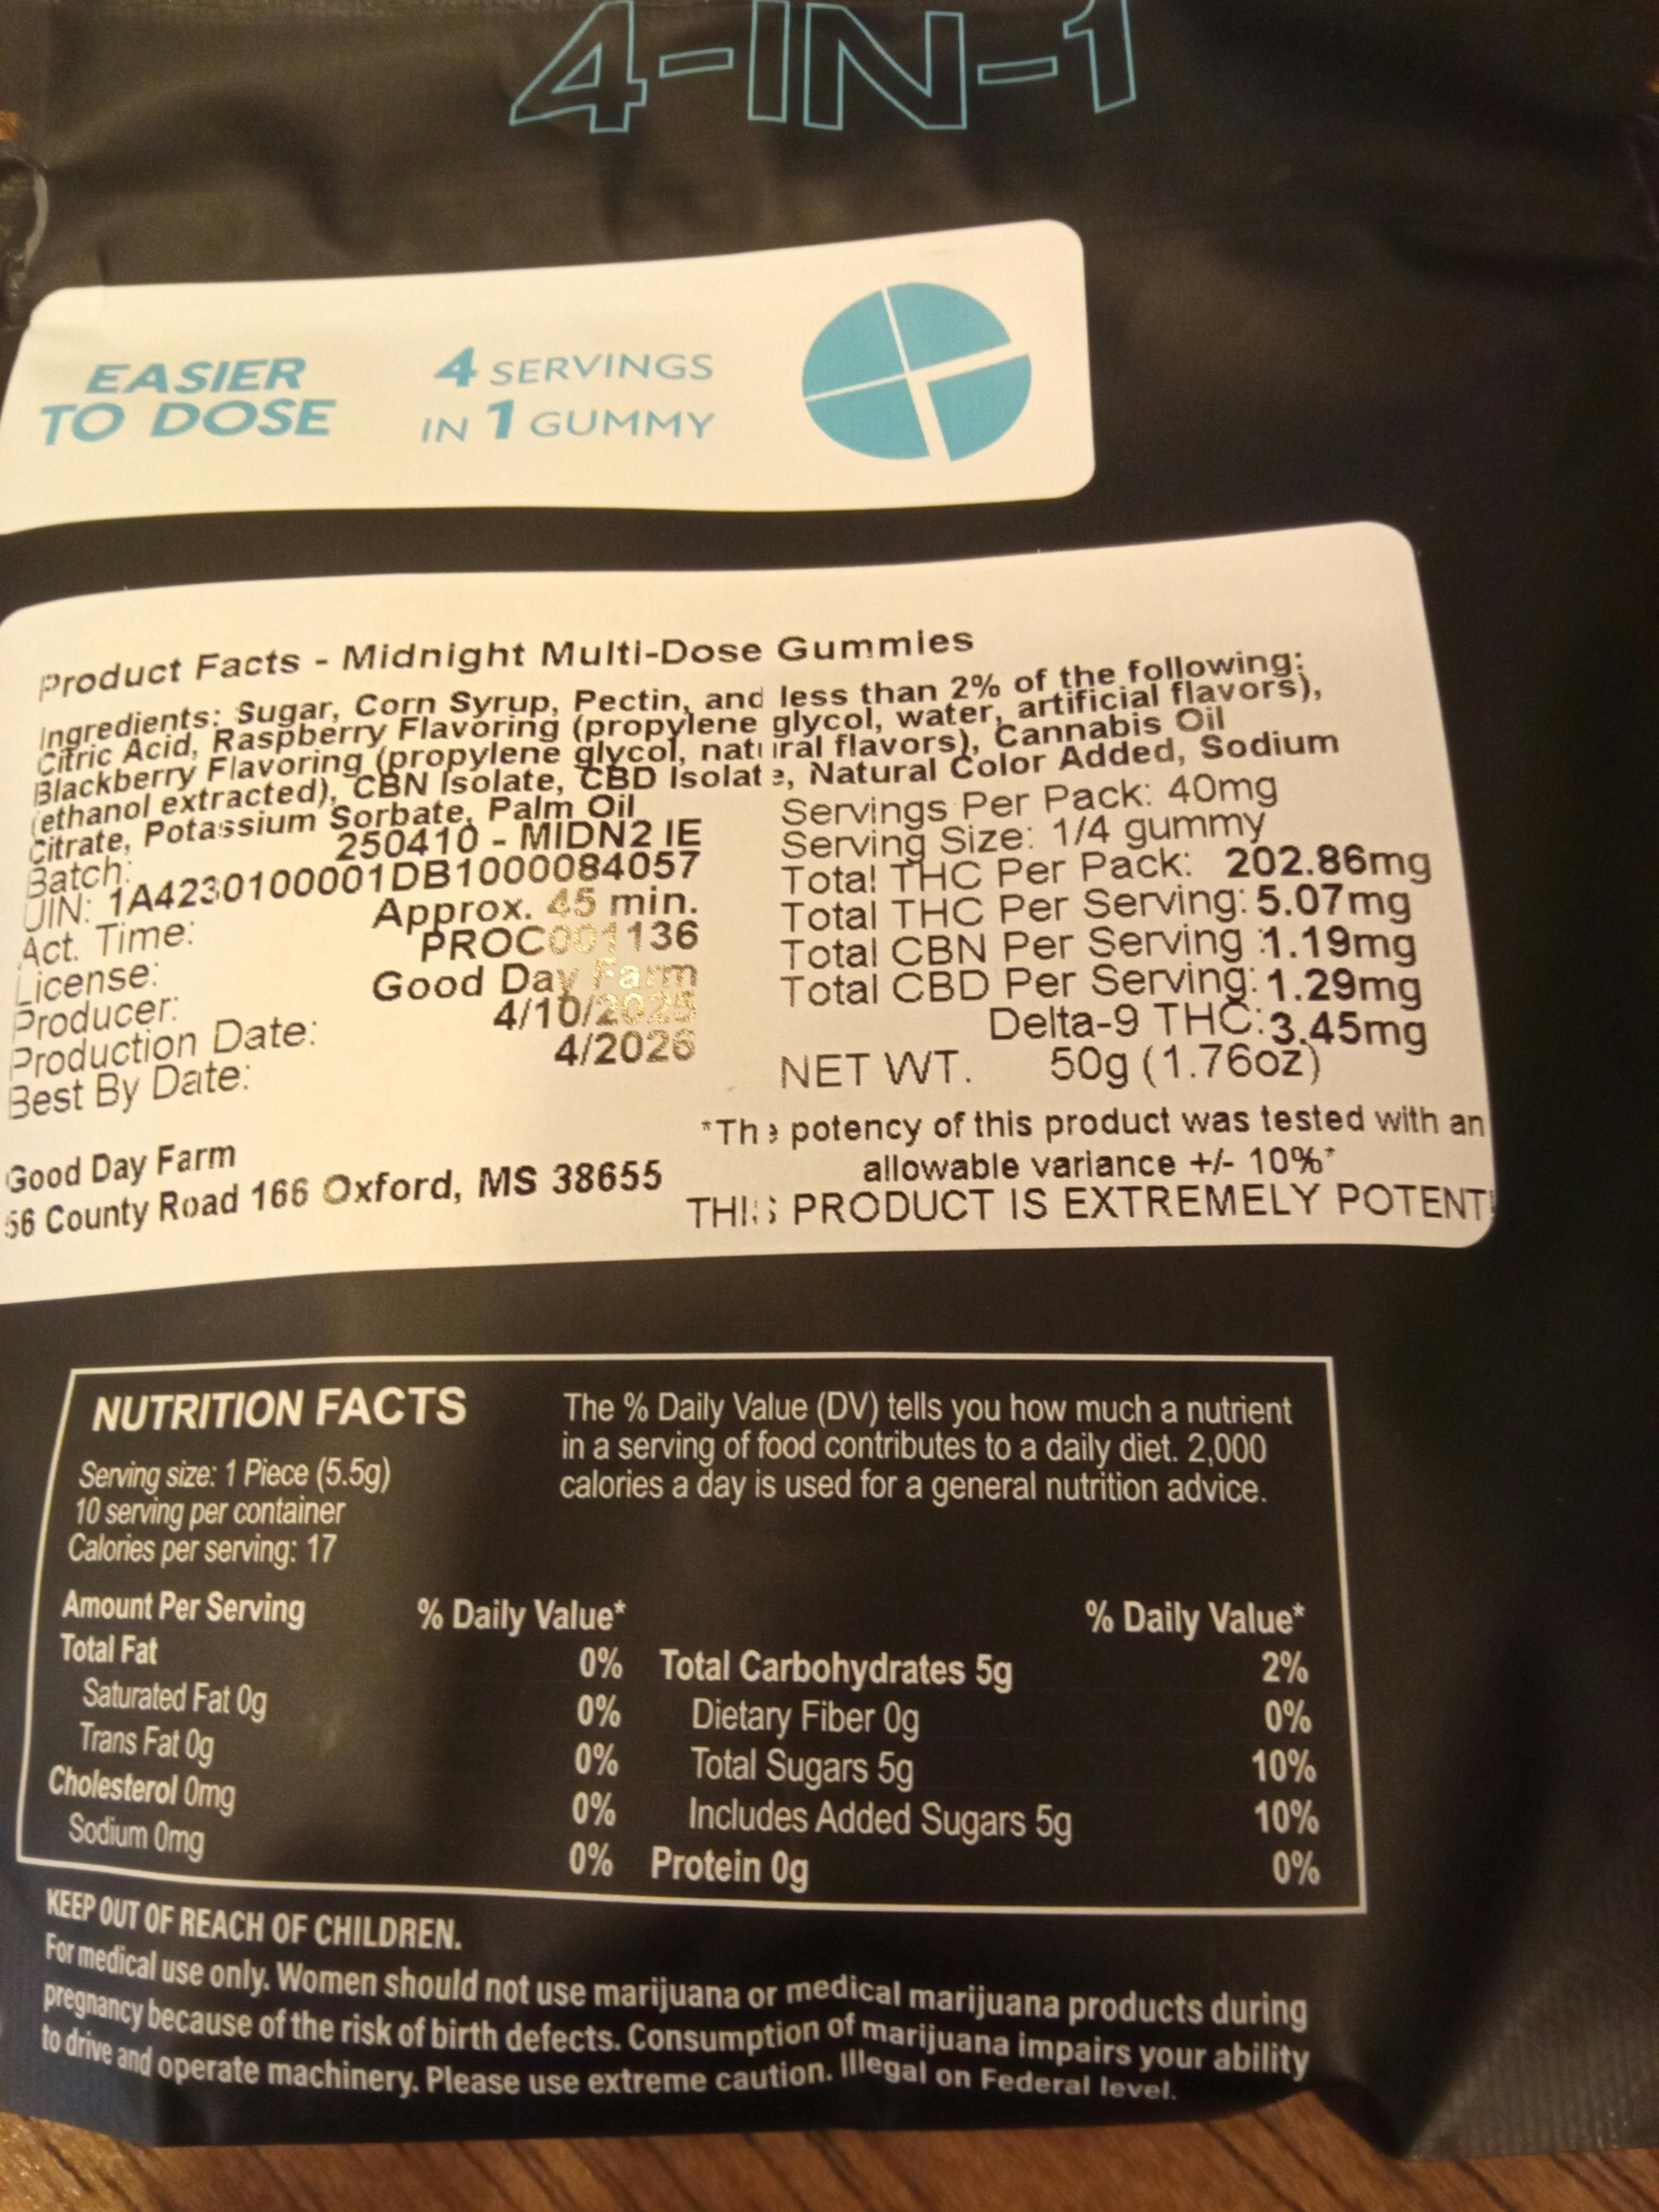 4-IN-1
EASIER
TO DOSE
4 SERVINGS
IN 1 GUMMY
Product Facts - Midnight Multi-Dose Gummies
Ingredients: Sugar, Corn Syrup, Pectin, and less than 2% of the following:
Citric Acid, Raspberry Flavoring (propylene glycol, water, artificial flavors),
Blackberry Flavoring (propylene glycol, natural flavors), Cannabis Oil
(ethanol extracted), CBN Isolate, CBD Isolate, Natural Color Added, Sodium
Citrate, Potassium Sorbate, Palm Oil
Batch: 250410 - MIDN2 IE
UIN: 1A4230100001DB1000084057
Act. Time: Approx. 45 min.
License: PROC001136
Producer: Good Day Farm
Production Date: 4/10/2025
Best By Date: 4/2026
Servings Per Pack: 40mg
Serving Size: 1/4 gummy
Total THC Per Pack: 202.86mg
Total THC Per Serving: 5.07mg
Total CBN Per Serving :1.19mg
Total CBD Per Serving: 1.29mg
Delta-9 THC: 3.45mg
NET WT. 50g (1.76oz)
Good Day Farm
56 County Road 166 Oxford, MS 38655
*The potency of this product was tested with an
allowable variance +/- 10%*
THIS PRODUCT IS EXTREMELY POTENT!
NUTRITION FACTS
Serving size: 1 Piece (5.5g)
10 serving per container
Calories per serving: 17
The % Daily Value (DV) tells you how much a nutrient
in a serving of food contributes to a daily diet. 2,000
calories a day is used for a general nutrition advice.
Amount Per Serving % Daily Value* % Daily Value*
Total Fat 0% Total Carbohydrates 5g 2%
Saturated Fat 0g 0% Dietary Fiber 0g 0%
Trans Fat 0g 0% Total Sugars 5g 10%
Cholesterol 0mg 0% Includes Added Sugars 5g 10%
Sodium 0mg 0% Protein 0g 0%
KEEP OUT OF REACH OF CHILDREN.
For medical use only. Women should not use marijuana or medical marijuana products during
pregnancy because of the risk of birth defects. Consumption of marijuana impairs your ability
to drive and operate machinery. Please use extreme caution. Illegal on Federal level.